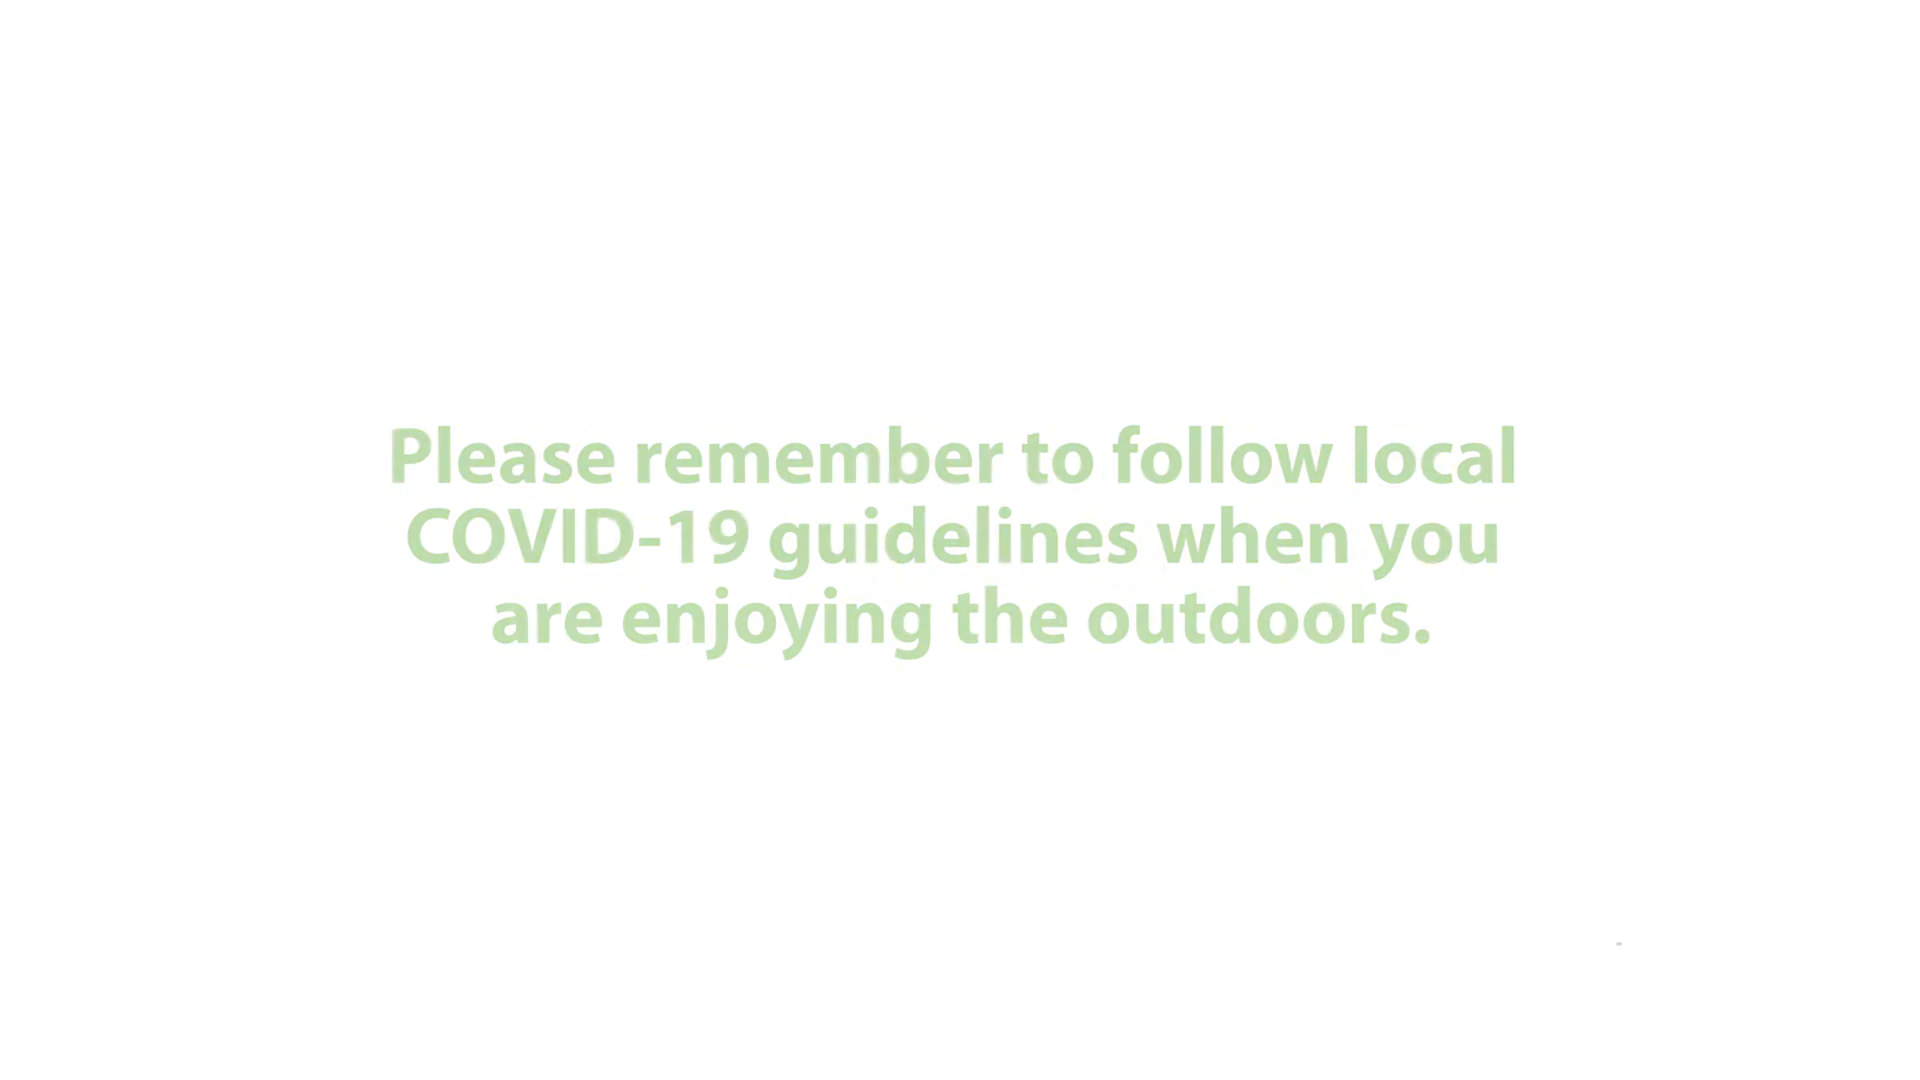 Please remember to follow local
COVID-19 guidelines when you
are enjoying the outdoors.